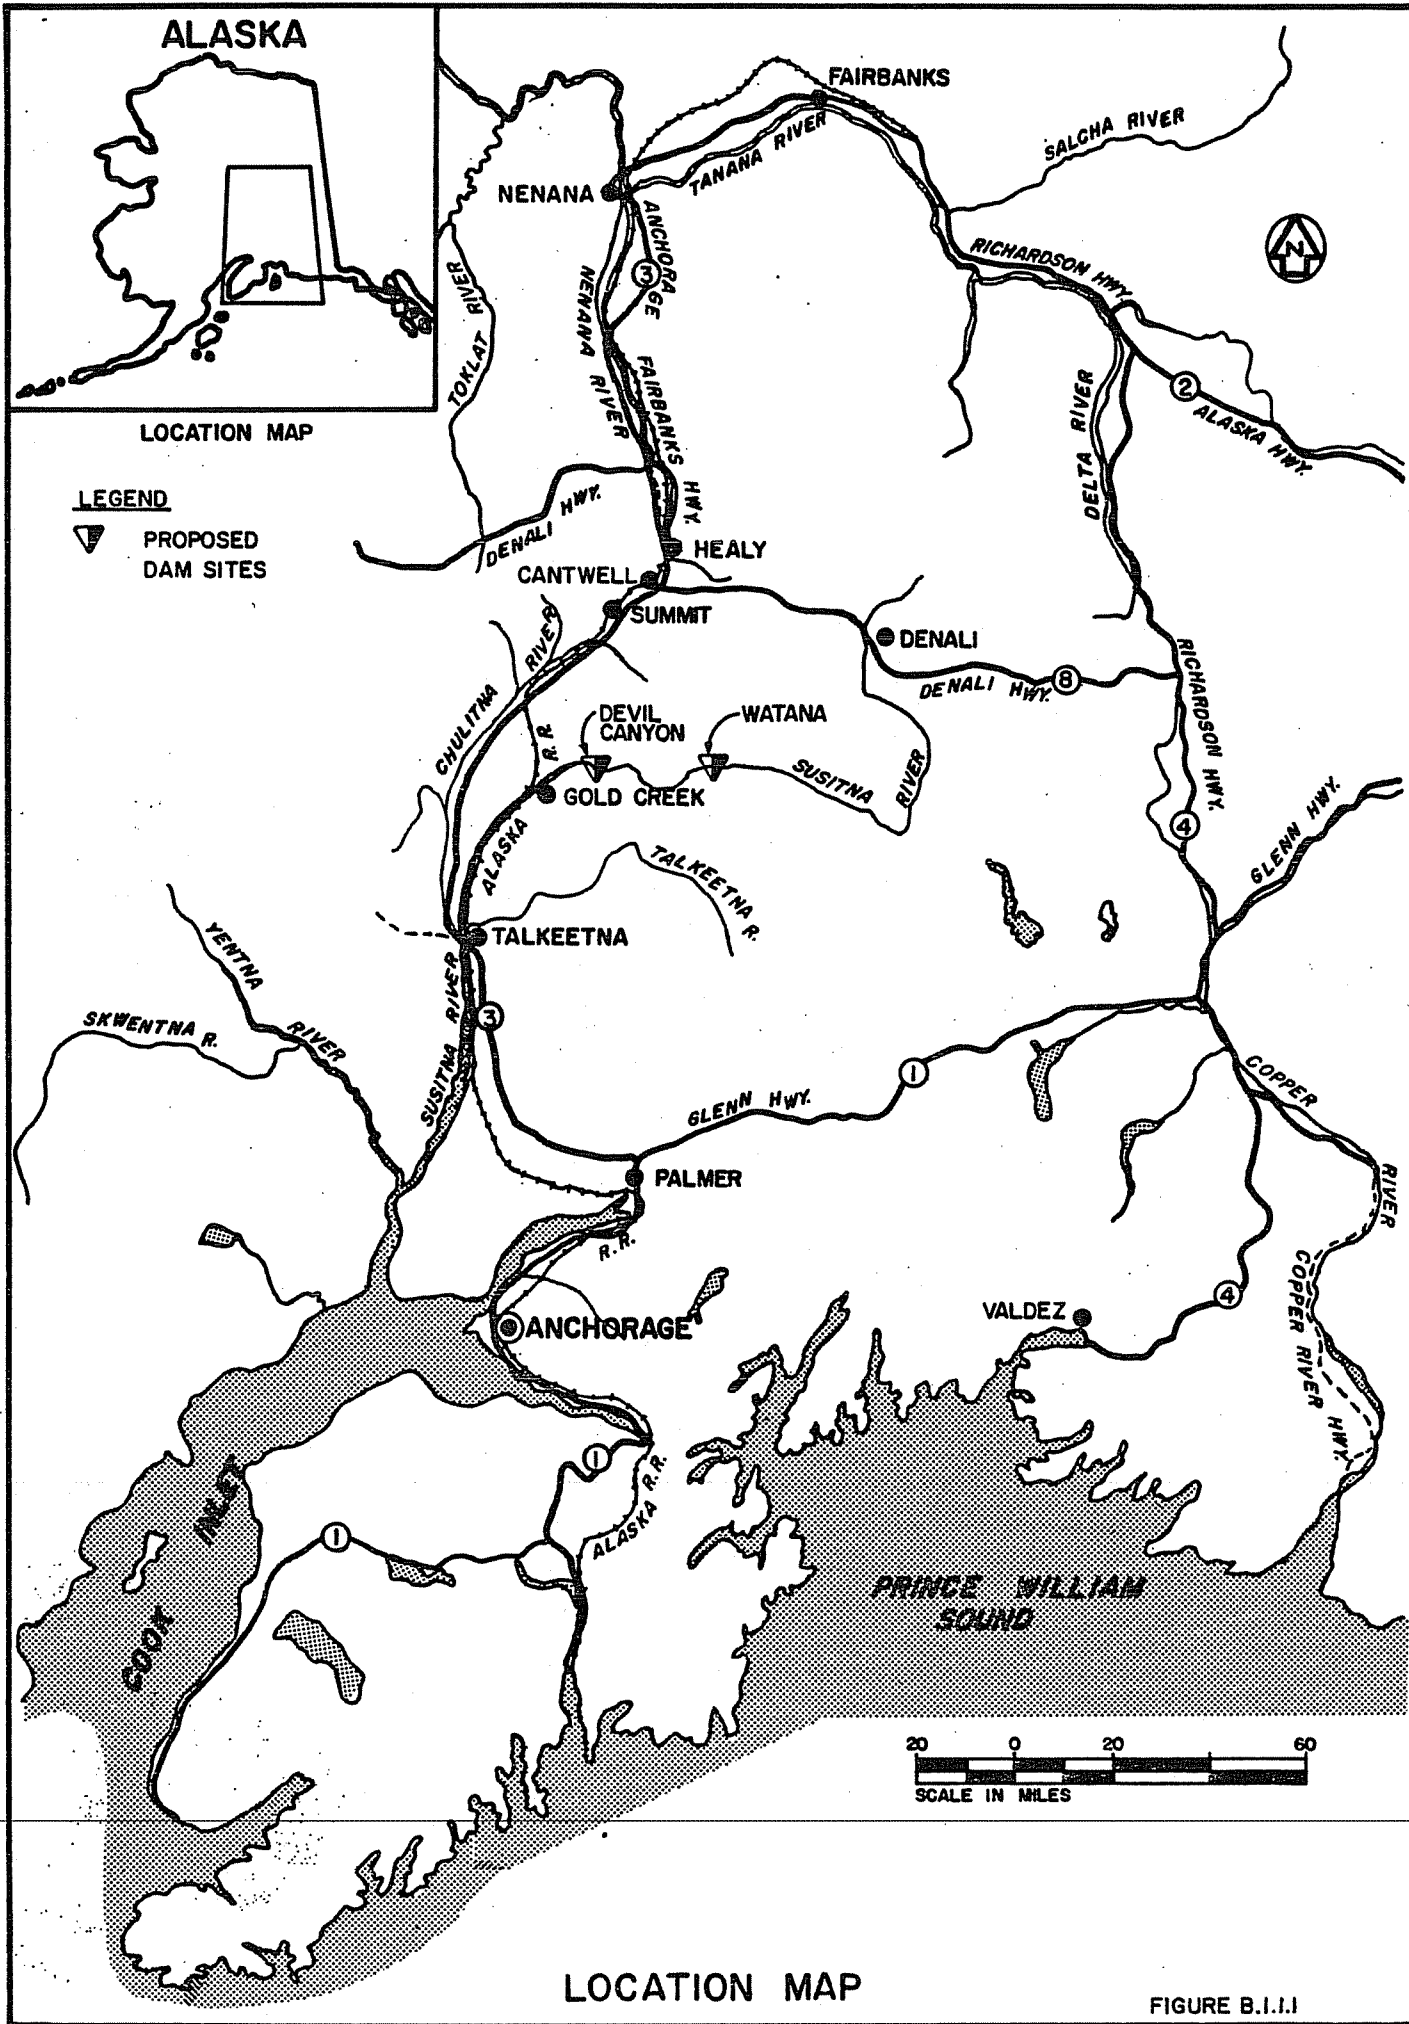 ALASKA
LOCATION MAP
LEGEND
PROPOSED
DAM SITES
FAIRBANKS
TANANA RIVER
SALCHA RIVER
NENANA
N
ANCHORAGE
3
RICHARDSON HWY.
NENANA RIVER
TOKLAT RIVER
FAIRBANKS HWY.
2
ALASKA HWY.
DELTA RIVER
DENALI HWY.
HEALY
CANTWELL
SUMMIT
DENALI
DENALI HWY.
8
RICHARDSON HWY.
CHULITNA RIVER
R.R.
DEVIL
CANYON
WATANA
SUSITNA RIVER
GOLD CREEK
ALASKA
4
GLENN HWY.
TALKEETNA R.
TALKEETNA
YENTNA RIVER
SKWENTNA R.
SUSITNA RIVER
3
1
GLENN HWY.
COPPER RIVER
PALMER
R.R.
COPPER RIVER HWY.
4
VALDEZ
ANCHORAGE
1
ALASKA R.R.
1
COOK INLET
PRINCE WILLIAM
SOUND
20 0 20 60
SCALE IN MILES
LOCATION MAP
FIGURE B.1.1.1